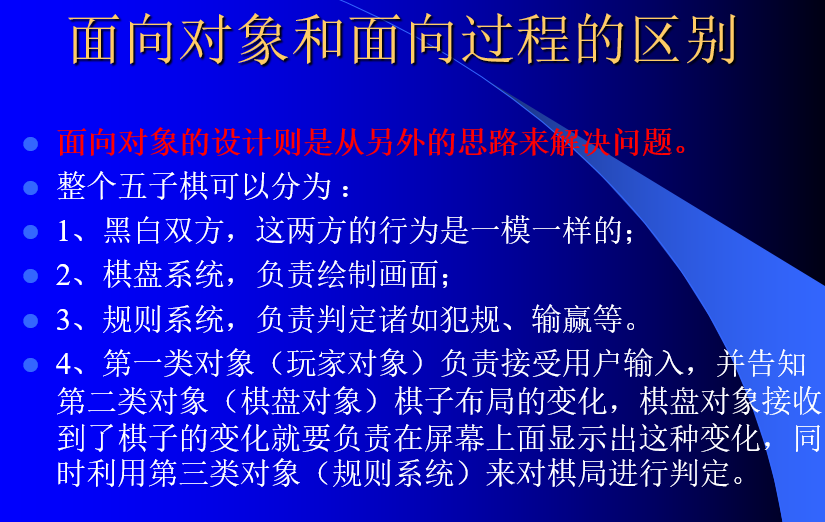 面向对象和面向过程的区别
面向对象的设计则是从另外的思路来解决问题。
整个五子棋可以分为：
1、黑白双方，这两方的行为是一模一样的；
2、棋盘系统，负责绘制画面；
3、规则系统，负责判定诸如犯规、输赢等。
4、第一类对象（玩家对象）负责接受用户输入，并告知
第二类对象（棋盘对象）棋子布局的变化，棋盘对象接收
到了棋子的变化就要负责在屏幕上面显示出这种变化，同
时利用第三类对象（规则系统）来对棋局进行判定。